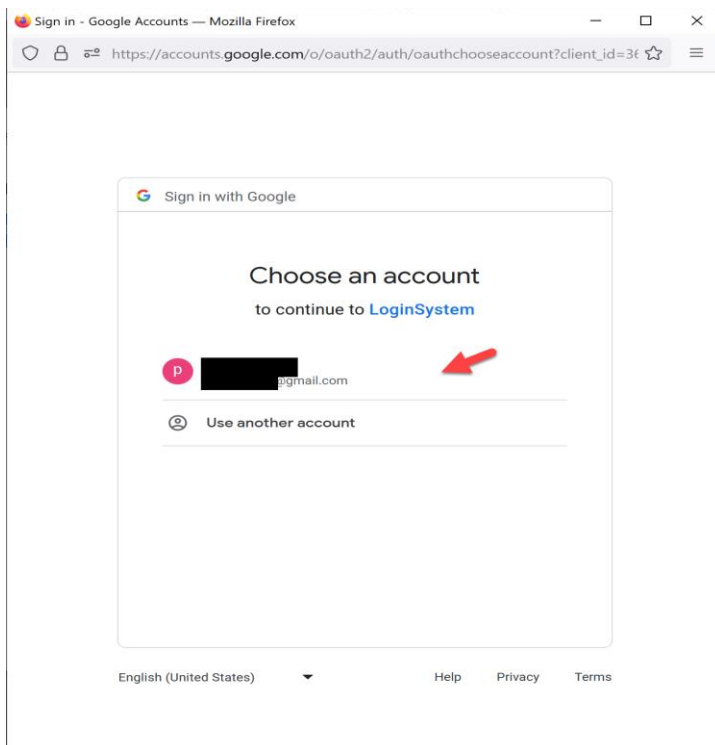 Sign in - Google Accounts — Mozilla Firefox
https://accounts.google.com/o/oauth2/auth/oauthchooseaccount?client_id=36
G Sign in with Google
Choose an account
to continue to LoginSystem
p
@gmail.com
Use another account
English (United States) Help Privacy Terms